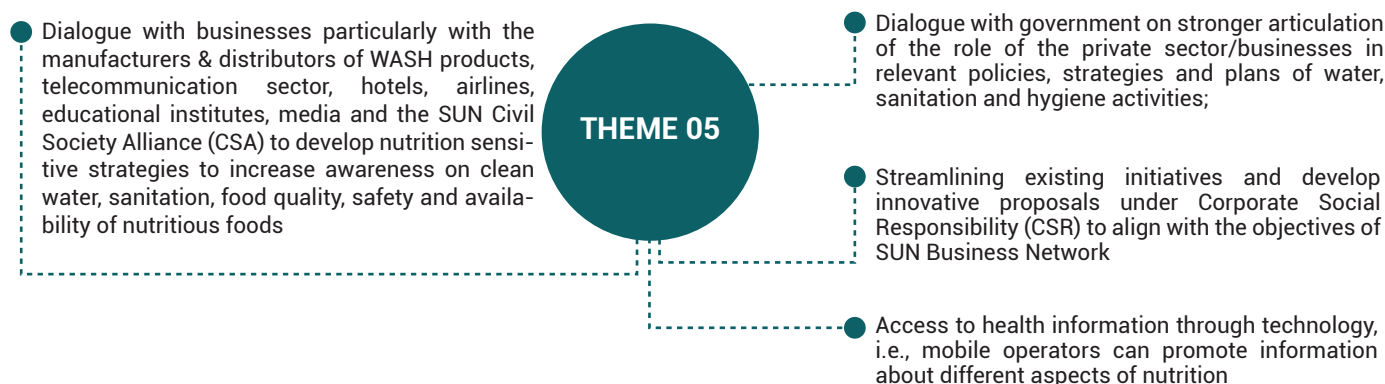 Dialogue with businesses particularly with the
manufacturers & distributors of WASH products,
telecommunication sector, hotels, airlines,
educational institutes, media and the SUN Civil
Society Alliance (CSA) to develop nutrition sensi-
tive strategies to increase awareness on clean
water, sanitation, food quality, safety and availa-
bility of nutritious foods
THEME 05
Dialogue with government on stronger articulation
of the role of the private sector/businesses in
relevant policies, strategies and plans of water,
sanitation and hygiene activities;
Streamlining existing initiatives and develop
innovative proposals under Corporate Social
Responsibility (CSR) to align with the objectives of
SUN Business Network
Access to health information through technology,
i.e., mobile operators can promote information
about different aspects of nutrition